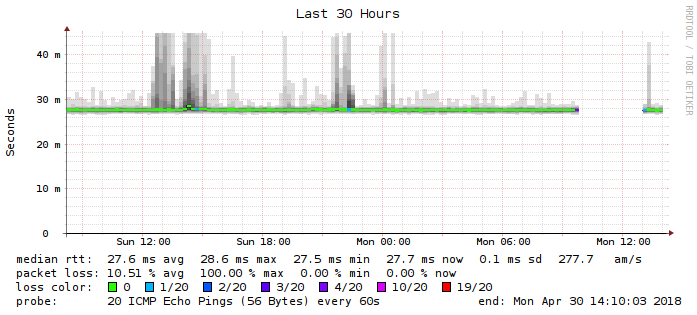 Last 30 Hours
RRDTOOL / TOBI OETIKER
Seconds
40 m
30 m
20 m
10 m
0
Sun 12:00 Sun 18:00 Mon 00:00 Mon 06:00 Mon 12:00
median rtt: 27.6 ms avg 28.6 ms max 27.5 ms min 27.7 ms now 0.1 ms sd 277.7 am/s
packet loss: 10.51 % avg 100.00 % max 0.00 % min 0.00 % now
loss color: 0 1/20 2/20 3/20 4/20 10/20 19/20
probe: 20 ICMP Echo Pings (56 Bytes) every 60s end: Mon Apr 30 14:10:03 2018